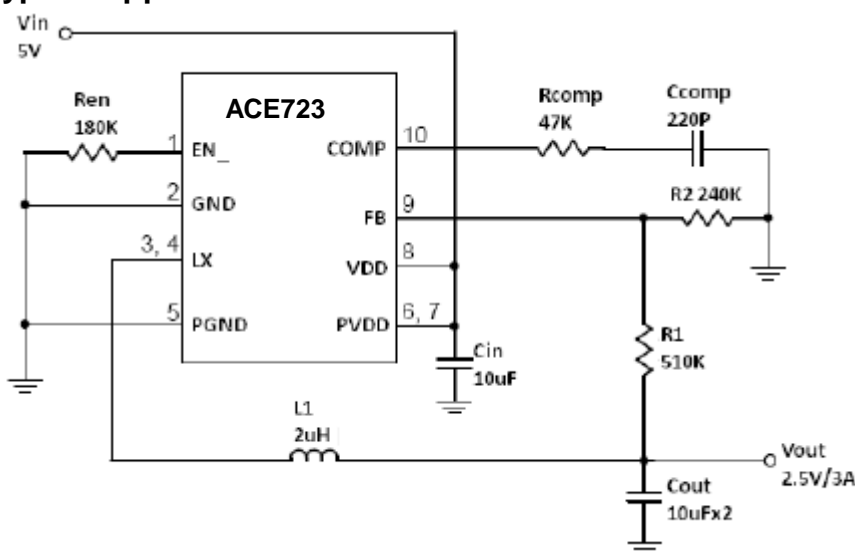 Vin
5V
Ren
180K
ACE723
Rcomp
47K
Ccomp
220P
1
EN_
COMP
10
2
GND
R2 240K
FB
9
3, 4
LX
VDD
8
5
PGND
PVDD
6, 7
R1
510K
Cin
10uF
L1
2uH
Vout
2.5V/3A
Cout
10uFx2